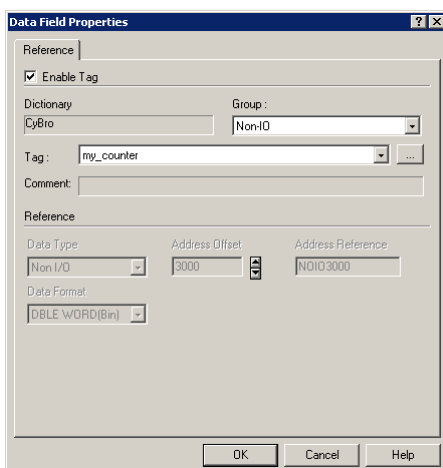 Data Field Properties
Reference
Enable Tag
Dictionary
Group :
CyBro
Non-IO
Tag :
my_counter
...
Comment:
Reference
Data Type
Address Offset
Address Reference
Non I/O
3000
NOIO3000
Data Format
DBLE WORD(Bin)
OK
Cancel
Help